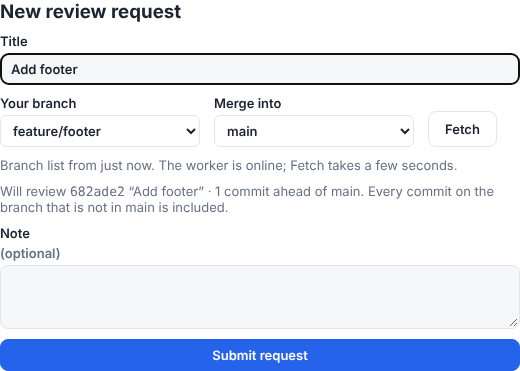 New review request
Title
Add footer
Your branch
Merge into
feature/footer
main
Fetch
Branch list from just now. The worker is online; Fetch takes a few seconds.
Will review 682ade2 “Add footer” · 1 commit ahead of main. Every commit on the
branch that is not in main is included.
Note
(optional)
Submit request